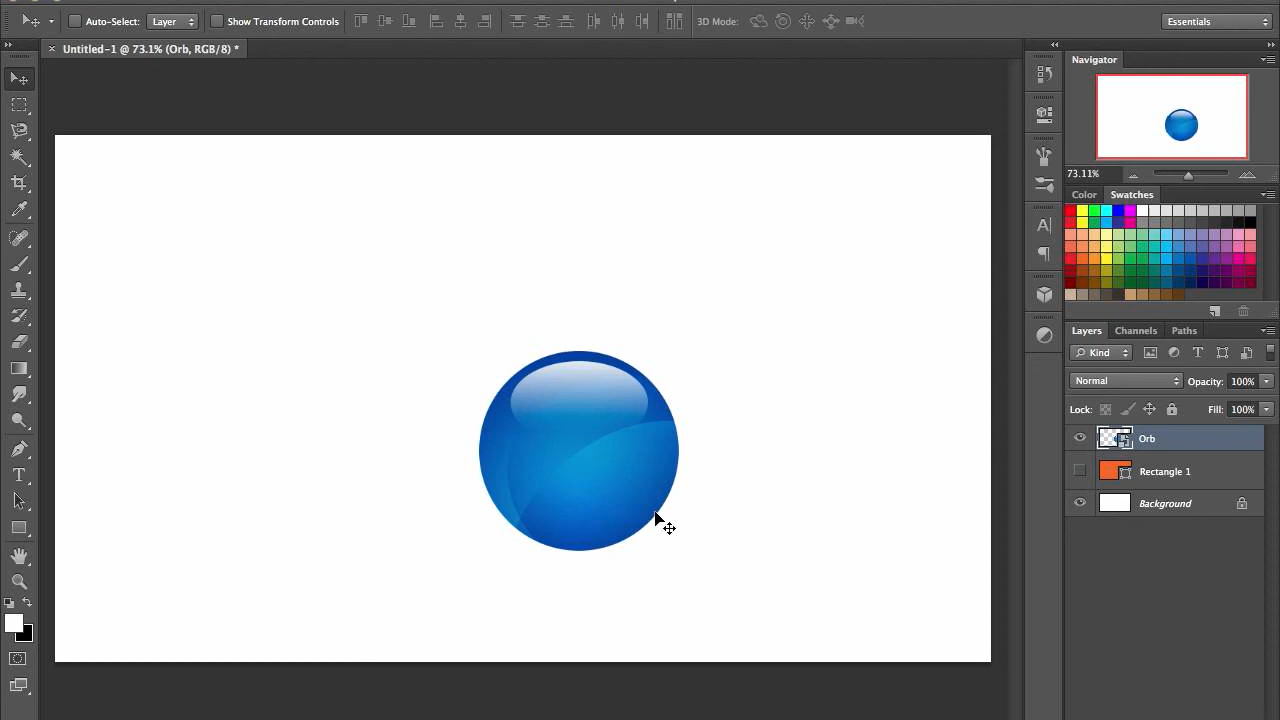 Auto-Select: Layer Show Transform Controls 3D Mode: Essentials
× Untitled-1 @ 73.1% (Orb, RGB/8) *
Navigator
73.11%
Color Swatches
Layers Channels Paths
Kind
Normal Opacity: 100%
Lock: Fill: 100%
Orb
Rectangle 1
Background